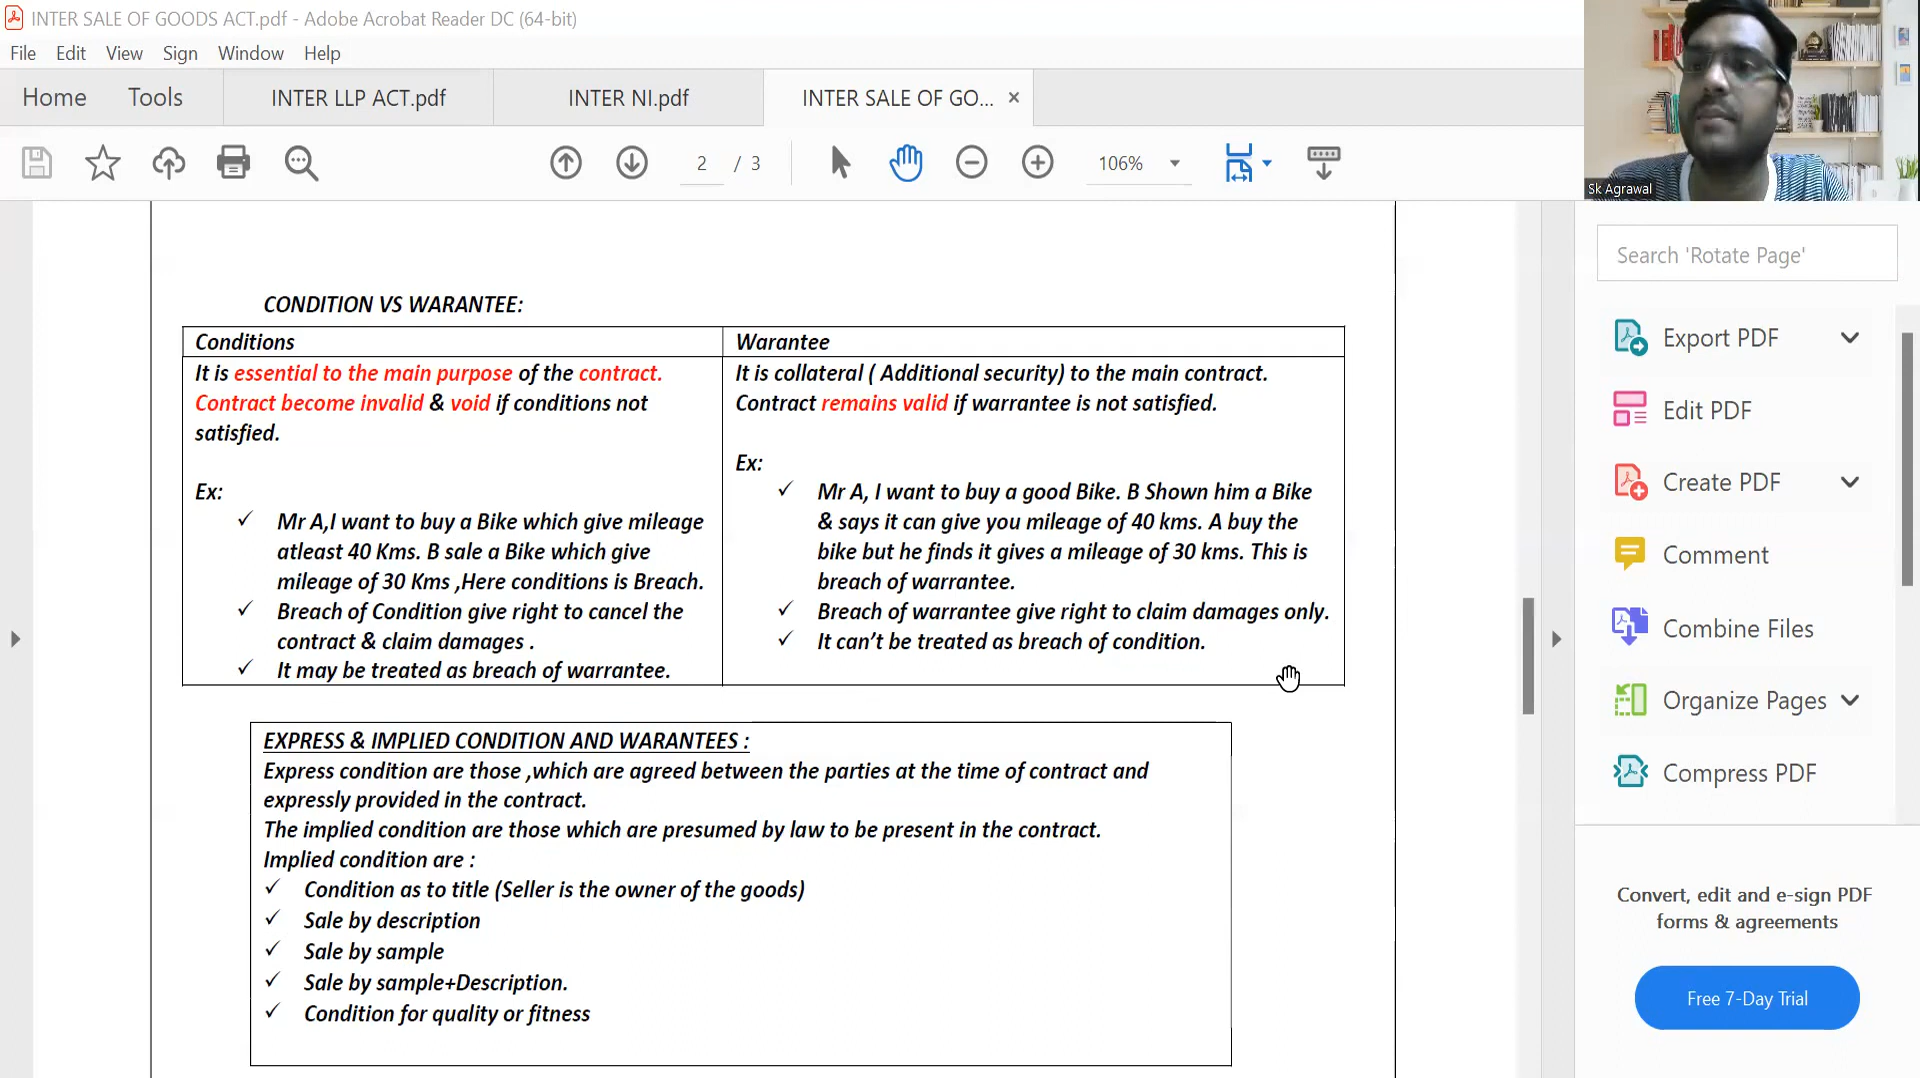 INTER SALE OF GOODS ACT.pdf - Adobe Acrobat Reader DC (64-bit)
File Edit View Sign Window Help
Home Tools INTER LLP ACT.pdf INTER NI.pdf INTER SALE OF GO... ×
2 / 3 106%
Sk Agrawal
Search 'Rotate Page'
Export PDF
Edit PDF
Create PDF
Comment
Combine Files
Organize Pages
Compress PDF
Convert, edit and e-sign PDF
forms & agreements
Free 7-Day Trial
CONDITION VS WARANTEE:
Conditions
It is essential to the main purpose of the contract.
Contract become invalid & void if conditions not
satisfied.
Ex:
✓ Mr A,I want to buy a Bike which give mileage
atleast 40 Kms. B sale a Bike which give
mileage of 30 Kms ,Here conditions is Breach.
✓ Breach of Condition give right to cancel the
contract & claim damages .
✓ It may be treated as breach of warrantee.
Warantee
It is collateral ( Additional security) to the main contract.
Contract remains valid if warrantee is not satisfied.
Ex:
✓ Mr A, I want to buy a good Bike. B Shown him a Bike
& says it can give you mileage of 40 kms. A buy the
bike but he finds it gives a mileage of 30 kms. This is
breach of warrantee.
✓ Breach of warrantee give right to claim damages only.
✓ It can't be treated as breach of condition.
EXPRESS & IMPLIED CONDITION AND WARANTEES :
Express condition are those ,which are agreed between the parties at the time of contract and
expressly provided in the contract.
The implied condition are those which are presumed by law to be present in the contract.
Implied condition are :
✓ Condition as to title (Seller is the owner of the goods)
✓ Sale by description
✓ Sale by sample
✓ Sale by sample+Description.
✓ Condition for quality or fitness